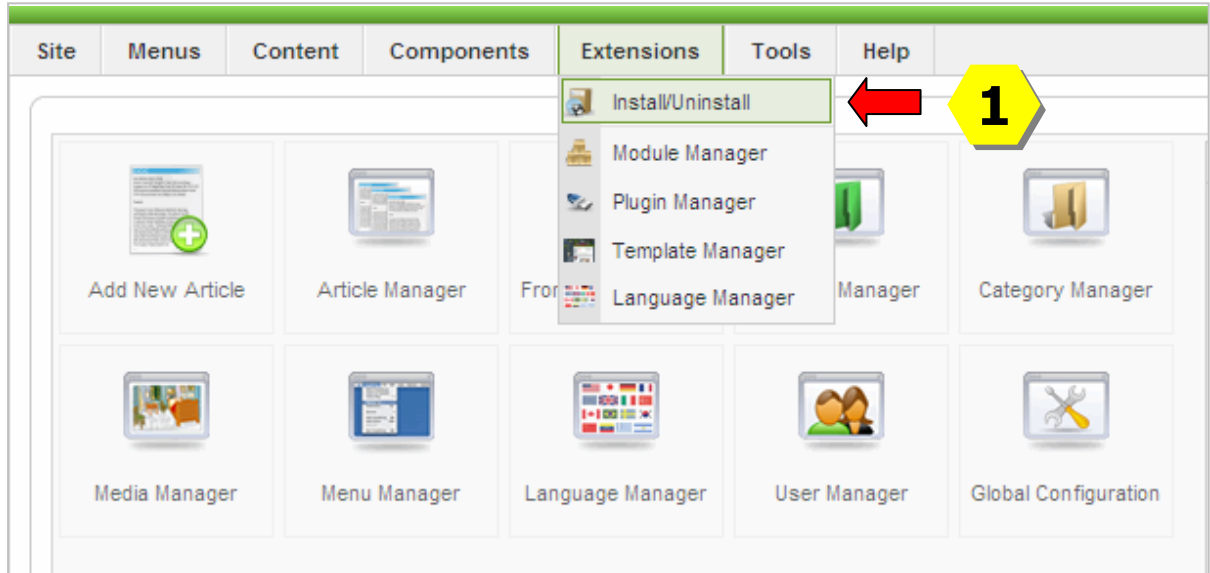 Site Menus Content Components Extensions Tools Help
Install/Uninstall
1
Module Manager
Plugin Manager
Template Manager
Language Manager
Add New Article Article Manager Manager Category Manager
Media Manager Menu Manager Language Manager User Manager Global Configuration